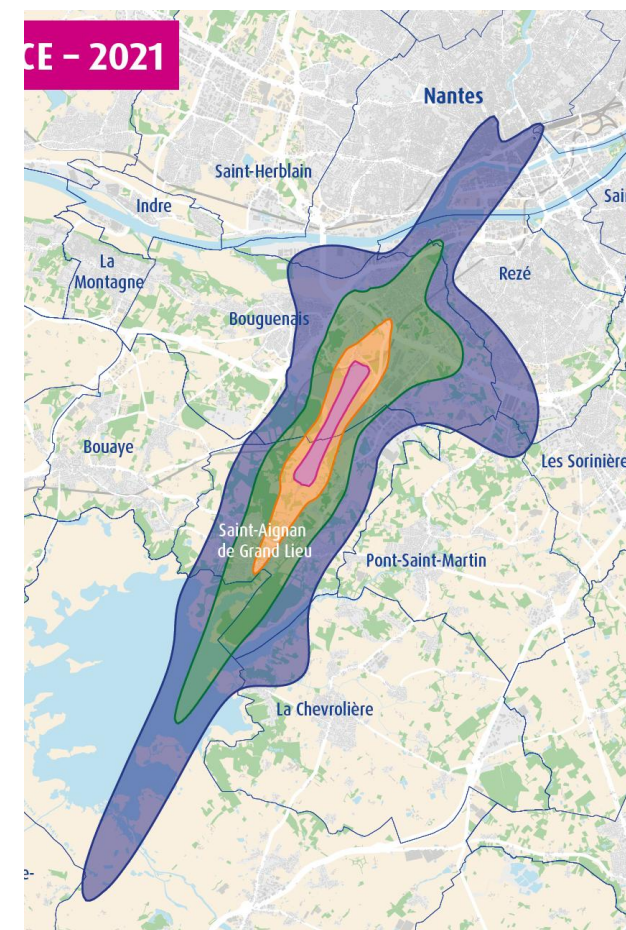 CE – 2021
Nantes
Saint-Herblain
Indre
Sai
La
Montagne
Rezé
Bouguenais
Bouaye
Les Sorinière
Saint-Aignan
de Grand Lieu
Pont-Saint-Martin
La Chevrolière
e-